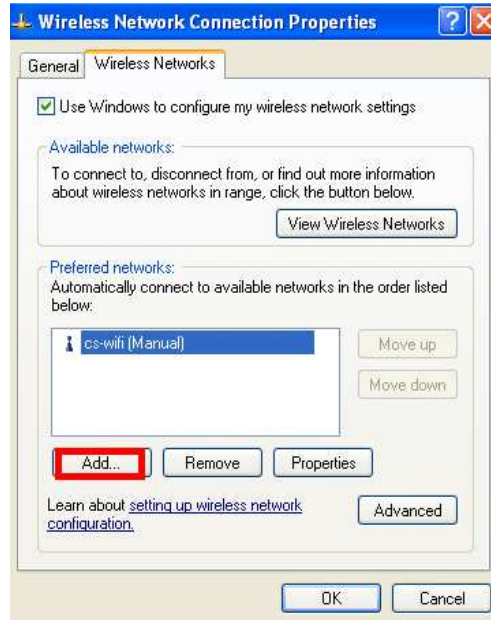 Wireless Network Connection Properties
General Wireless Networks
Use Windows to configure my wireless network settings
Available networks:
To connect to, disconnect from, or find out more information
about wireless networks in range, click the button below.
View Wireless Networks
Preferred networks:
Automatically connect to available networks in the order listed
below:
cs-wifi (Manual)
Move up
Move down
Add... Remove Properties
Learn about setting up wireless network
configuration.
Advanced
OK Cancel